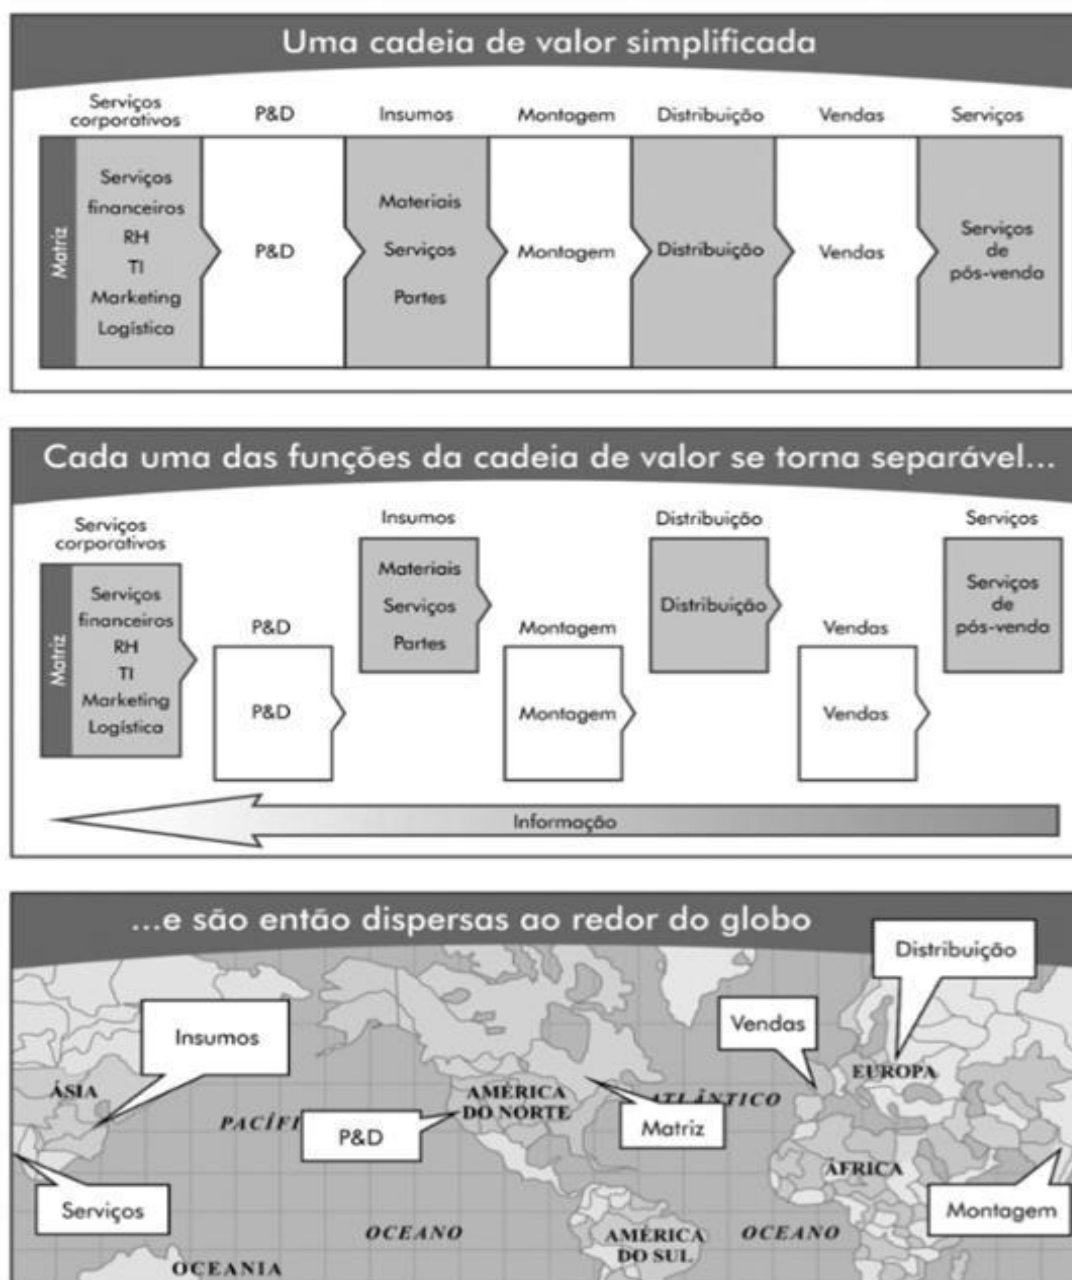 Uma cadeia de valor simplificada
Serviços
corporativos
P&D
Insumos
Montagem
Distribuição
Vendas
Serviços
Matriz
Serviços
financeiros
RH
TI
Marketing
Logística
P&D
Materiais
Serviços
Partes
Montagem
Distribuição
Vendas
Serviços
de
pós-venda
Cada uma das funções da cadeia de valor se torna separável...
Serviços
corporativos
Matriz
Serviços
financeiros
RH
TI
Marketing
Logística
P&D
P&D
Insumos
Materiais
Serviços
Partes
Montagem
Montagem
Distribuição
Distribuição
Vendas
Vendas
Serviços
Serviços
de
pós-venda
Informação
...e são então dispersas ao redor do globo
Distribuição
Insumos
Vendas
ÁSIA
EUROPA
AMÉRICA
DO NORTE
ATLÂNTICO
PACÍFI
P&D
Matriz
ÁFRICA
Serviços
Montagem
OCEANO
AMÉRICA
DO SUL
OCEANO
OCEANIA